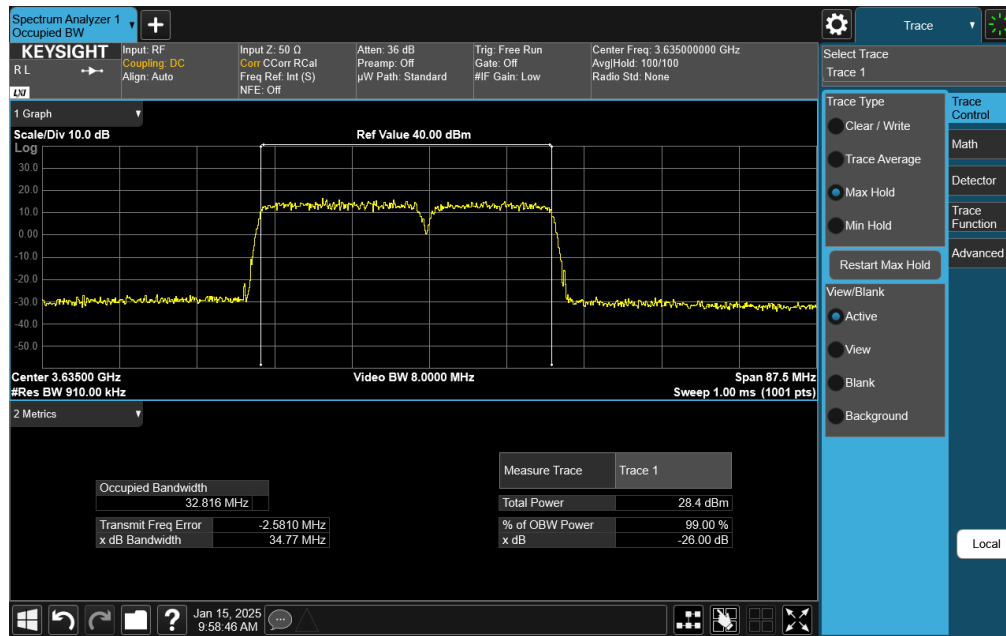 Spectrum Analyzer 1
Occupied BW
Trace
KEYSIGHT
R L
LXI
Input: RF
Coupling: DC
Align: Auto
Input Z: 50 Ω
Corr CCorr RCal
Freq Ref: Int (S)
NFE: Off
Atten: 36 dB
Preamp: Off
µW Path: Standard
Trig: Free Run
Gate: Off
#IF Gain: Low
Center Freq: 3.635000000 GHz
Avg|Hold: 100/100
Radio Std: None
Select Trace
Trace 1
1 Graph
Scale/Div 10.0 dB
Ref Value 40.00 dBm
Log
30.0
20.0
10.0
0.00
-10.0
-20.0
-30.0
-40.0
-50.0
Center 3.63500 GHz
Video BW 8.0000 MHz
Span 87.5 MHz
#Res BW 910.00 kHz
Sweep 1.00 ms (1001 pts)
Trace Type
Clear / Write
Trace Average
Max Hold
Min Hold
Restart Max Hold
View/Blank
Active
View
Blank
Background
Trace
Control
Math
Detector
Trace
Function
Advanced
Local
2 Metrics
Occupied Bandwidth
32.816 MHz
Transmit Freq Error -2.5810 MHz
x dB Bandwidth 34.77 MHz
Measure Trace Trace 1
Total Power 28.4 dBm
% of OBW Power 99.00 %
x dB -26.00 dB
?
Jan 15, 2025
9:58:46 AM